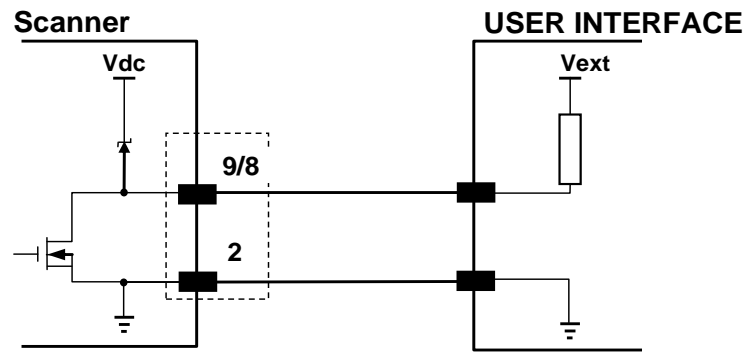 Scanner
USER INTERFACE
Vdc
Vext
9/8
2